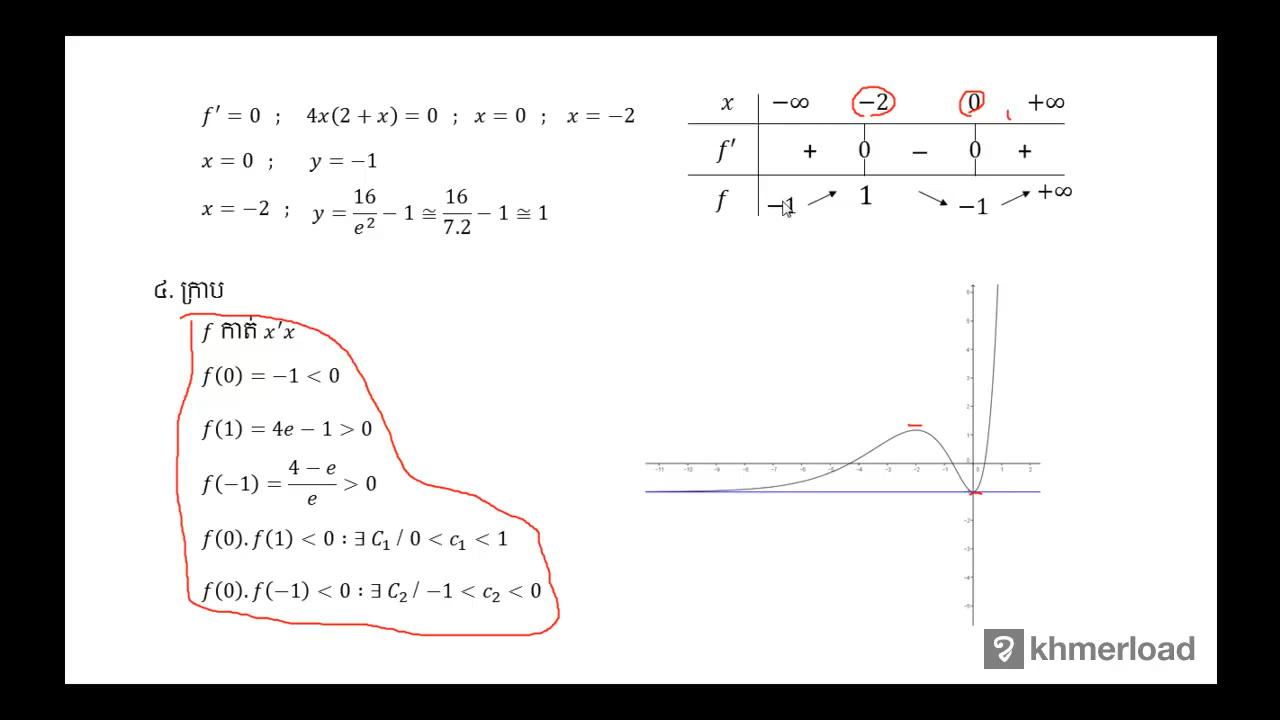 f′ = 0 ; 4x(2 + x) = 0 ; x = 0 ; x = −2
x = 0 ; y = −1
x = −2 ; y = 16/e² − 1 ≅ 16/7.2 − 1 ≅ 1
x −∞ −2 0 +∞
f′ + 0 − 0 +
f −1 1 −1 +∞
៤. ក្រាប
f កាត់ x′x
f(0) = −1 < 0
f(1) = 4e − 1 > 0
f(−1) = (4 − e)/e > 0
f(0). f(1) < 0 : ∃ C₁ / 0 < c₁ < 1
f(0). f(−1) < 0 : ∃ C₂ / −1 < c₂ < 0
khmerload